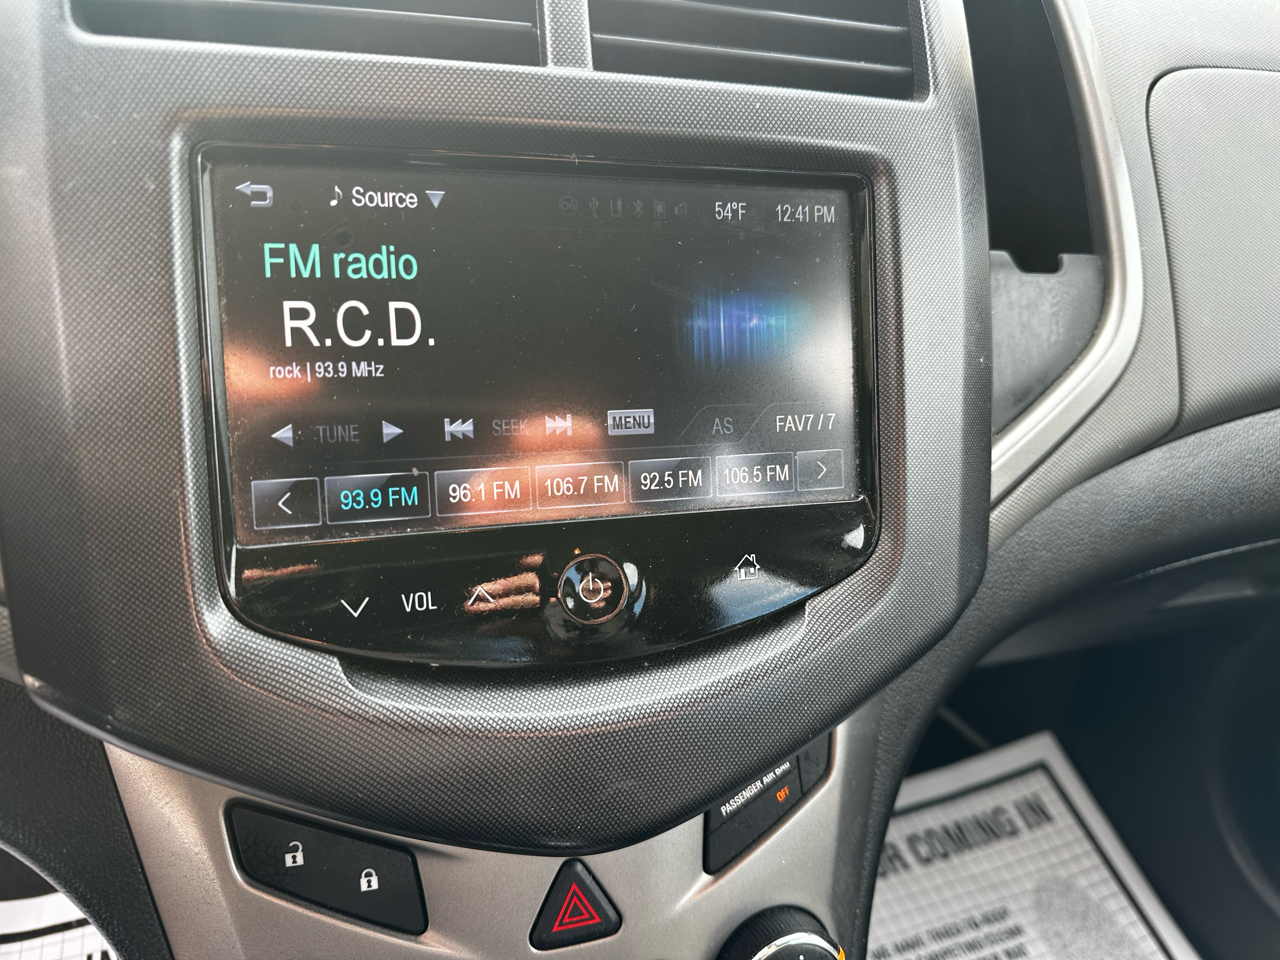 Source
54°F 12:41 PM
FM radio
R.C.D.
rock | 93.9 MHz
TUNE SEEK MENU AS FAV7 / 7
93.9 FM 96.1 FM 106.7 FM 92.5 FM 106.5 FM
VOL
PASSENGER AIR BAG
OFF
COMING IN